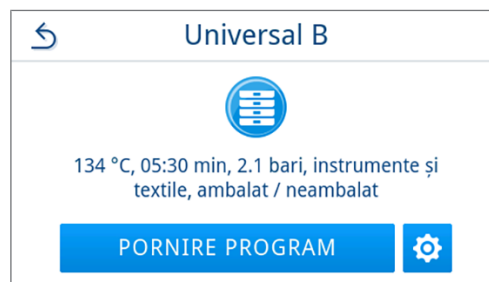 Universal B
134 °C, 05:30 min, 2.1 bari, instrumente și
textile, ambalat / neambalat
PORNIRE PROGRAM